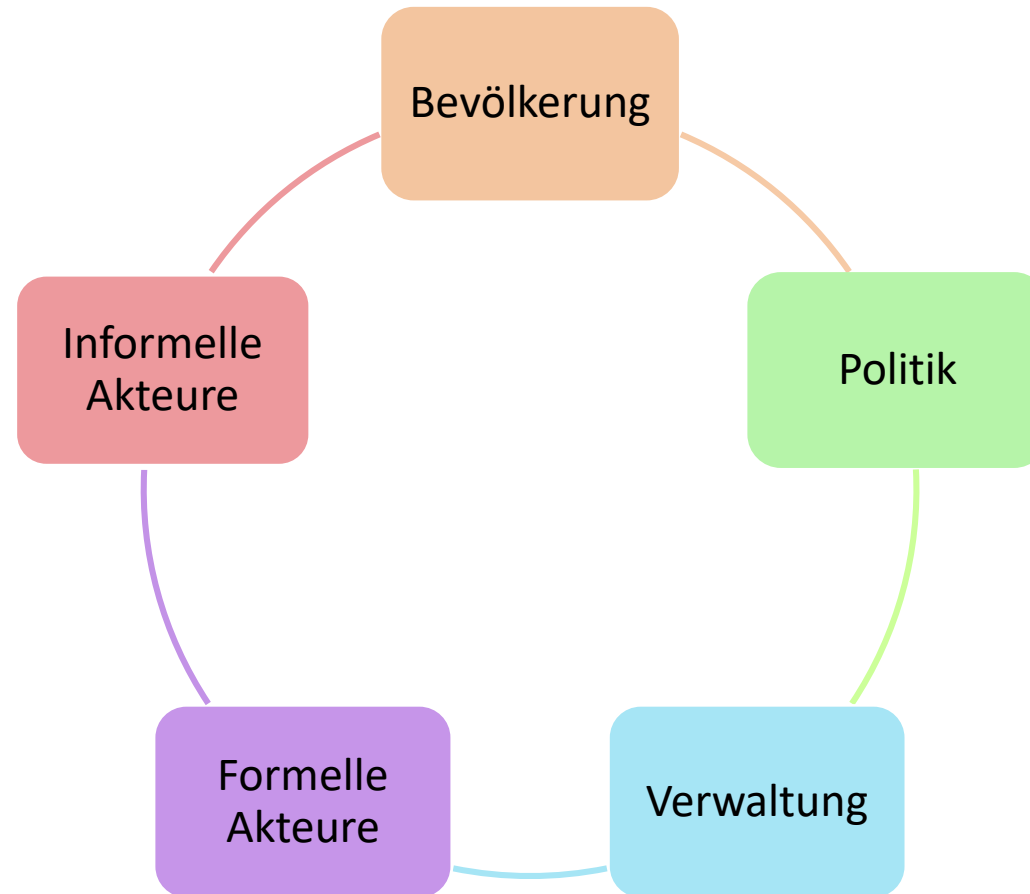 Bevölkerung
Politik
Verwaltung
Formelle
Akteure
Informelle
Akteure